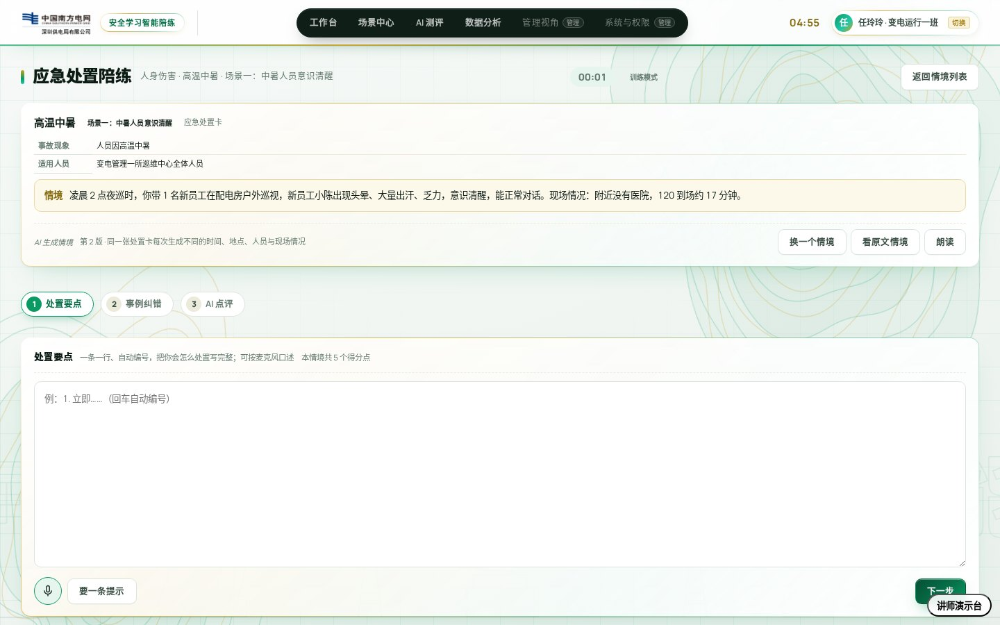 中国南方电网
CHINA SOUTHERN POWER GRID
深圳供电局有限公司
安全学习智能陪练
工作台 场景中心 AI 测评 数据分析 管理视角 管理 系统与权限 管理
04:55 任 任玲玲 · 变电运行一班 切换
应急处置陪练 人身伤害 · 高温中暑 · 场景一：中暑人员意识清醒 00:01 训练模式 返回情境列表
高温中暑 场景一：中暑人员意识清醒 应急处置卡
事故现象 人员因高温中暑
适用人员 变电管理一所巡维中心全体人员
情境 凌晨 2 点夜巡时，你带 1 名新员工在配电房户外巡视，新员工小陈出现头晕、大量出汗、乏力，意识清醒，能正常对话。现场情况：附近没有医院，120 到场约 17 分钟。
AI 生成情境 第 2 版 · 同一张处置卡每次生成不同的时间、地点、人员与现场情况 换一个情境 看原文情境 朗读
1 处置要点 2 事例纠错 3 AI 点评
处置要点 一条一行、自动编号，把你会怎么处置写完整；可按麦克风口述 本情境共 5 个得分点
例：1. 立即……（回车自动编号）
要一条提示 下一步
讲师演示台